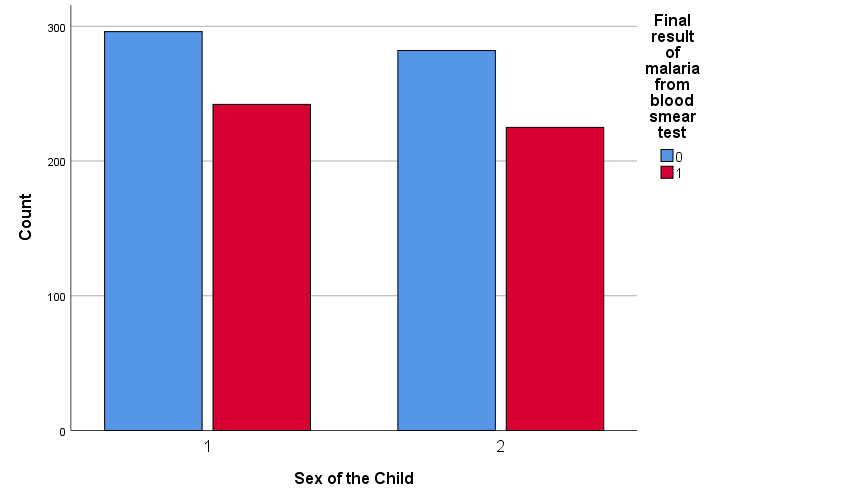 300
200
100
0
Count
1
2
Sex of the Child
Final
result
of
malaria
from
blood
smear
test
0
1